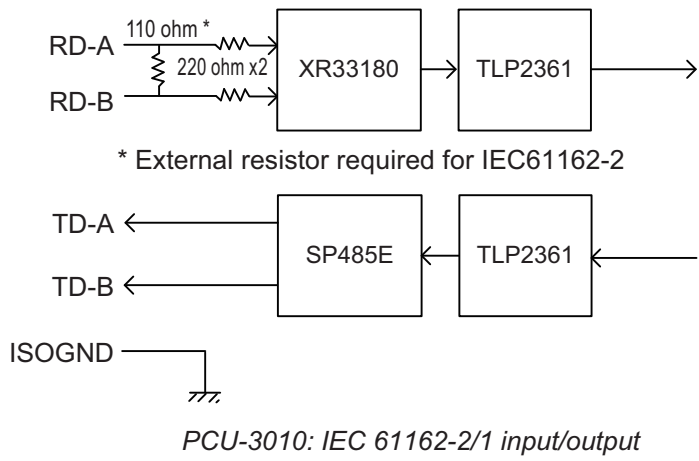 110 ohm *
RD-A
220 ohm x2
RD-B
XR33180
TLP2361
* External resistor required for IEC61162-2
TD-A
TD-B
SP485E
TLP2361
ISOGND
PCU-3010: IEC 61162-2/1 input/output